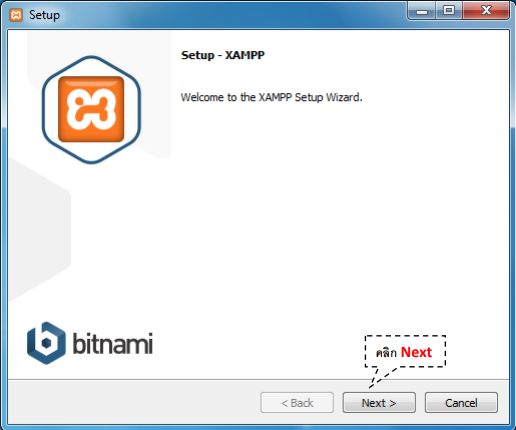 Setup
Setup - XAMPP
Welcome to the XAMPP Setup Wizard.
bitnami
คลิก Next
< Back
Next >
Cancel